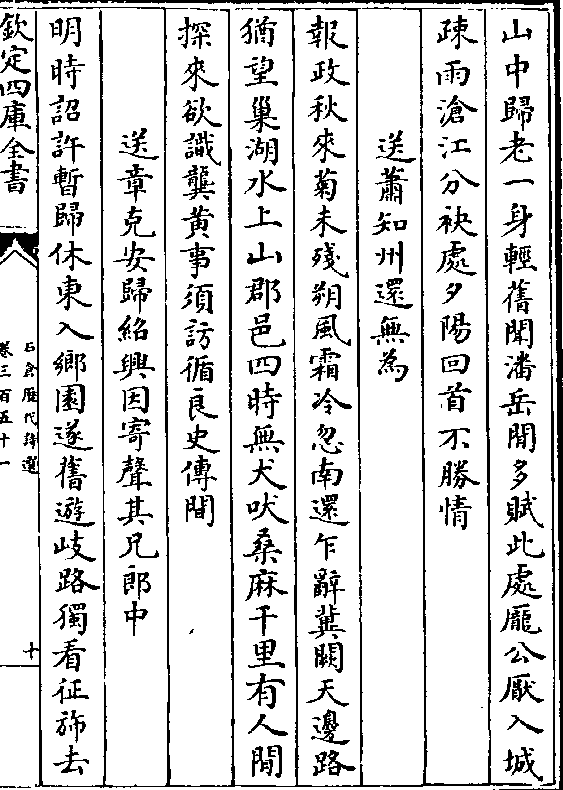 山中歸老一身輕舊聞潘岳閒多賦此處龐公厭入城
疎雨滄江分袂處夕陽回首不勝情
送蕭知州還無為
報政秋來菊未殘朔風霜冷忽南還乍辭冀闕天邊路
猶望巢湖水上山郡邑四時無犬吠桑麻千里有人閒
探來欲識龔黄事須訪循良史傳間
送章克安歸紹興因寄聲其兄郎中
明時詔許暫歸休東入鄉園遂舊遊岐路獨看征斾去
欽定四庫全書
石倉歷代詩選
卷三百五十一
十